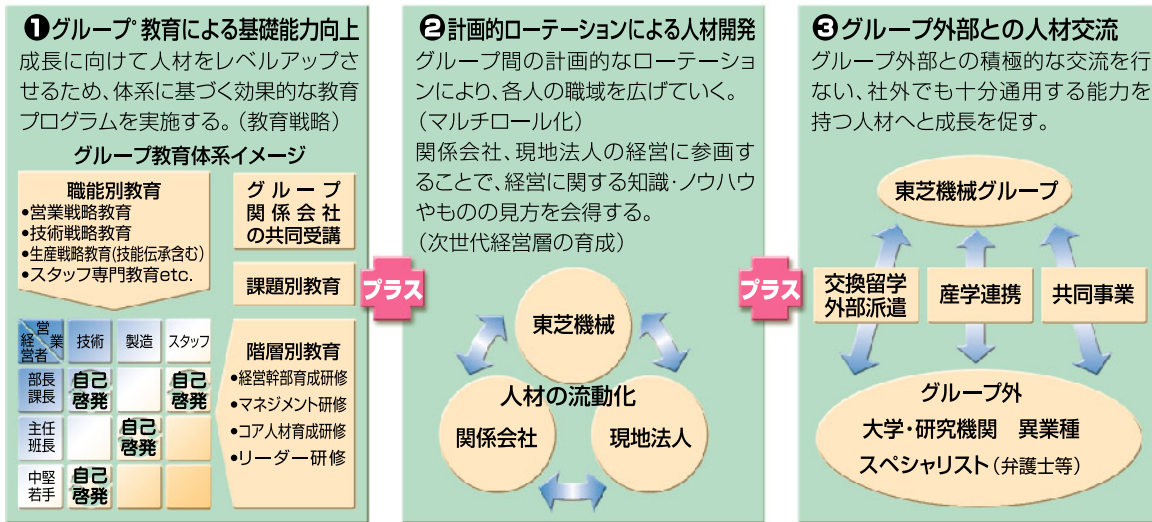 ❶グループ教育による基礎能力向上
成長に向けて人材をレベルアップさ
せるため、体系に基づく効果的な教育
プログラムを実施する。（教育戦略）
グループ教育体系イメージ
職能別教育
•営業戦略教育
•技術戦略教育
•生産戦略教育(技能伝承含む)
•スタッフ専門教育etc.
グループ
関係会社
の共同受講
課題別教育
営業
経営者
技術
製造
スタッフ
部長
課長
自己
啓発
自己
啓発
主任
班長
自己
啓発
中堅
若手
自己
啓発
階層別教育
•経営幹部育成研修
•マネジメント研修
•コア人材育成研修
•リーダー研修
プラス
❷計画的ローテーションによる人材開発
グループ間の計画的なローテーショ
ンにより、各人の職域を広げていく。
（マルチロール化）
関係会社、現地法人の経営に参画す
ることで、経営に関する知識・ノウハウ
やものの見方を会得する。
（次世代経営層の育成）
東芝機械
人材の流動化
関係会社
現地法人
プラス
❸グループ外部との人材交流
グループ外部との積極的な交流を行
ない、社外でも十分通用する能力を
持つ人材へと成長を促す。
東芝機械グループ
交換留学
外部派遣
産学連携
共同事業
グループ外
大学・研究機関　異業種
スペシャリスト（弁護士等）